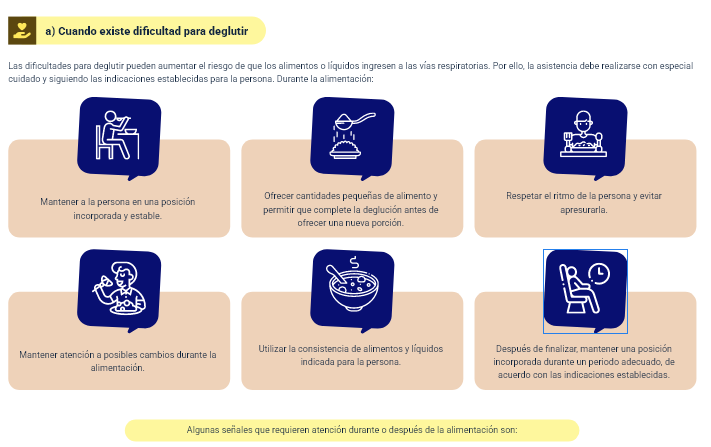 a) Cuando existe dificultad para deglutir
Las dificultades para deglutir pueden aumentar el riesgo de que los alimentos o líquidos ingresen a las vías respiratorias. Por ello, la asistencia debe realizarse con especial
cuidado y siguiendo las indicaciones establecidas para la persona. Durante la alimentación:
Mantener a la persona en una posición
incorporada y estable.
Ofrecer cantidades pequeñas de alimento y
permitir que complete la deglución antes de
ofrecer una nueva porción.
Respetar el ritmo de la persona y evitar
apresurarla.
Mantener atención a posibles cambios durante la
alimentación.
Utilizar la consistencia de alimentos y líquidos
indicada para la persona.
Después de finalizar, mantener una posición
incorporada durante un periodo adecuado, de
acuerdo con las indicaciones establecidas.
Algunas señales que requieren atención durante o después de la alimentación son: